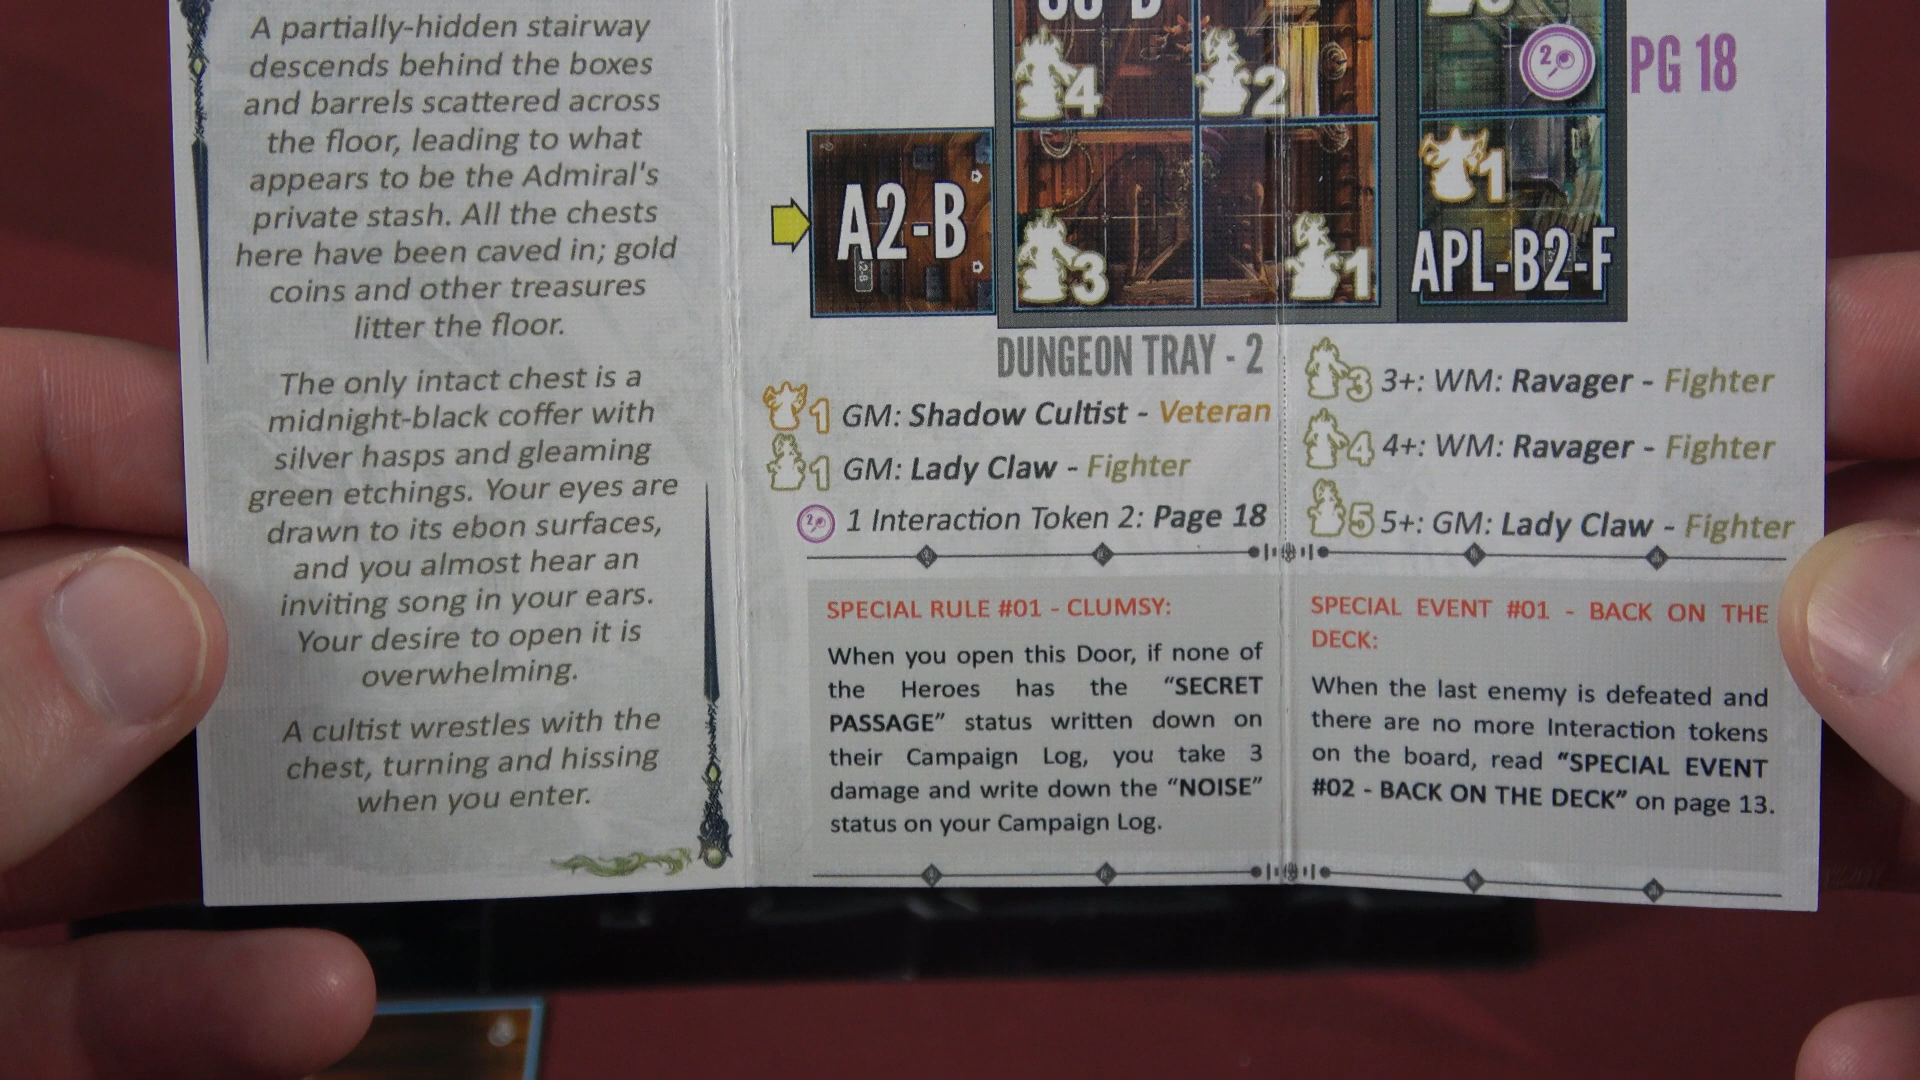 A partially-hidden stairway
descends behind the boxes
and barrels scattered across
the floor, leading to what
appears to be the Admiral's
private stash. All the chests
here have been caved in; gold
coins and other treasures
litter the floor.
The only intact chest is a
midnight-black coffer with
silver hasps and gleaming
green etchings. Your eyes are
drawn to its ebon surfaces,
and you almost hear an
inviting song in your ears.
Your desire to open it is
overwhelming.
A cultist wrestles with the
chest, turning and hissing
when you enter.
4
2
2
PG 18
A2-B
3
1
1
APL-B2-F
DUNGEON TRAY - 2
1 GM: Shadow Cultist - Veteran
1 GM: Lady Claw - Fighter
2 1 Interaction Token 2: Page 18
3 3+: WM: Ravager - Fighter
4 4+: WM: Ravager - Fighter
5 5+: GM: Lady Claw - Fighter
SPECIAL RULE #01 - CLUMSY:
When you open this Door, if none of
the Heroes has the “SECRET
PASSAGE” status written down on
their Campaign Log, you take 3
damage and write down the “NOISE”
status on your Campaign Log.
SPECIAL EVENT #01 - BACK ON THE
DECK:
When the last enemy is defeated and
there are no more Interaction tokens
on the board, read “SPECIAL EVENT
#02 - BACK ON THE DECK” on page 13.